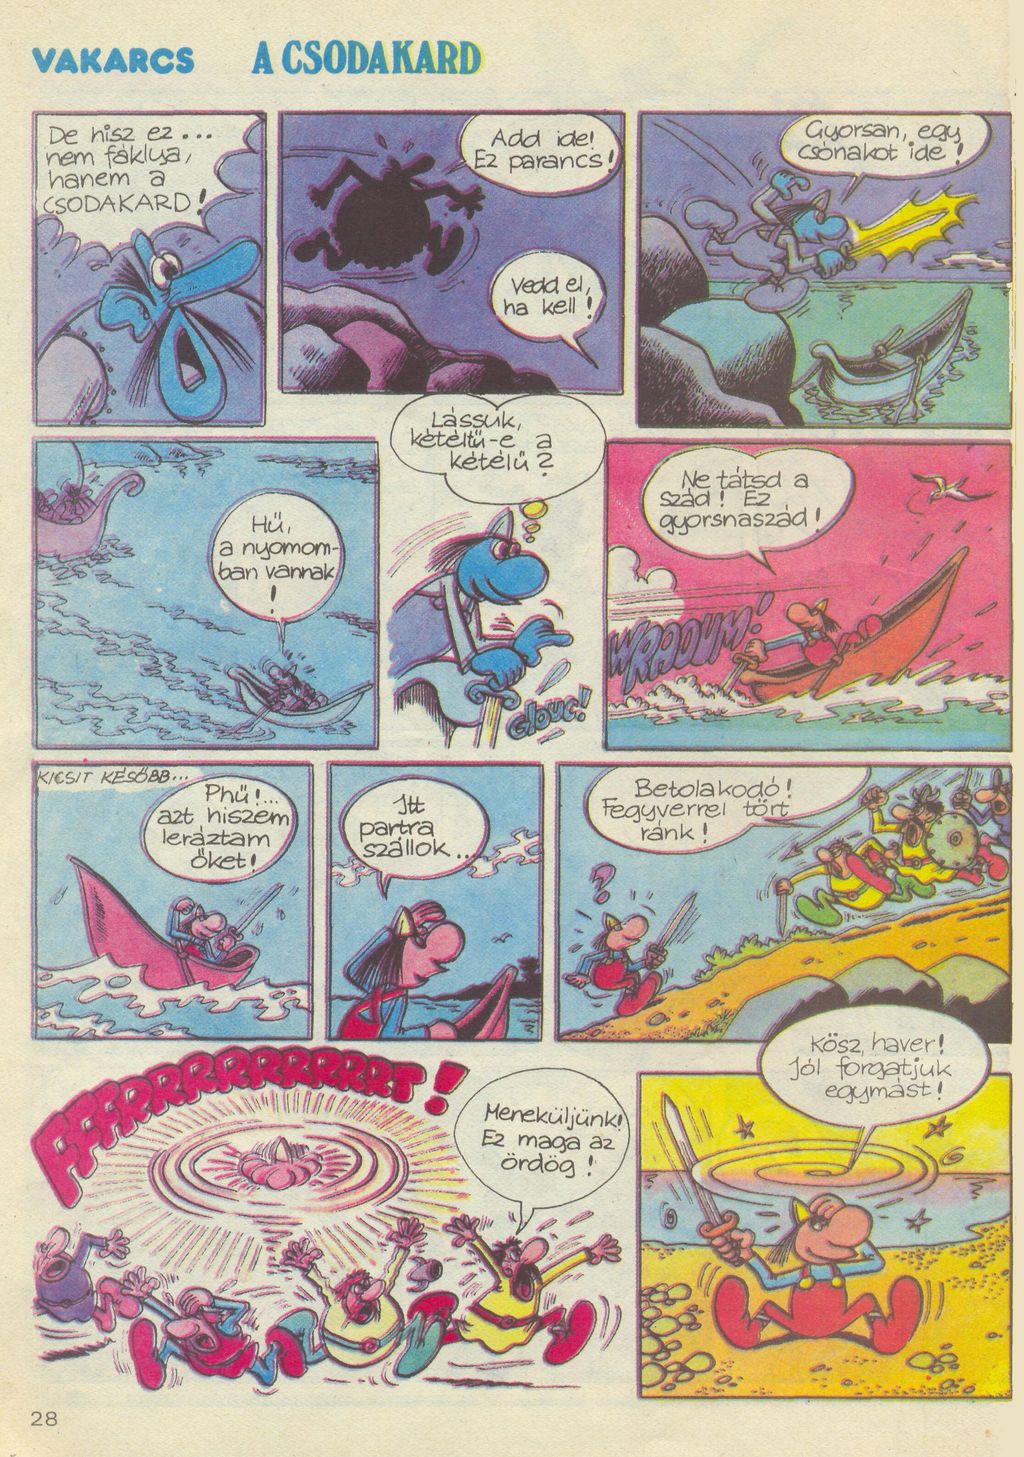 VAKARCS A CSODAKARD
De hisz ez...
nem fáklya,
hanem a
CSODAKARD!
Add ide!
Ez parancs!
Vedd el,
ha kell!
Gyorsan, egy
csónakot ide!
Hű,
a nyomom-
ban vannak
!
Lássuk,
kétéltű-e a
kétélű?
Glouc!
Ne tátsd a
szád! Ez
gyorsnaszád!
WRAOUM!
KICSIT KÉSŐBB...
Phű!...
azt hiszem
leráztam
őket!
Itt
partra
szállok..
?
Betolakodó!
Fegyverrel tört
ránk!
FFFRRRRRRRRRRT!
Meneküljünk!
Ez maga az
ördög!
Kösz, haver!
Jól forgatjuk
egymást!
28